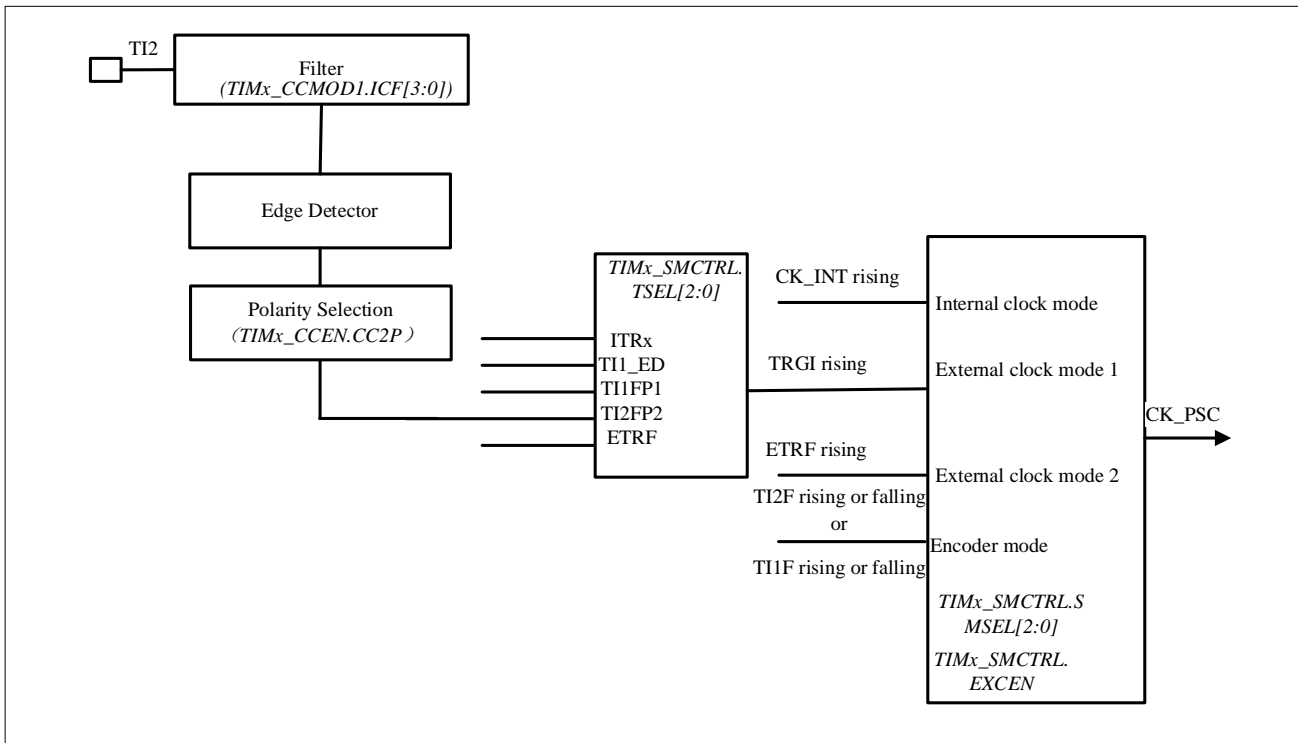 TI2
Filter
(TIMx_CCMOD1.ICF[3:0])
Edge Detector
Polarity Selection
（TIMx_CCEN.CC2P）
TIMx_SMCTRL.
TSEL[2:0]
ITRx
TI1_ED
TI1FP1
TI2FP2
ETRF
CK_INT rising
TRGI rising
ETRF rising
TI2F rising or falling
or
TI1F rising or falling
Internal clock mode
External clock mode 1
External clock mode 2
Encoder mode
TIMx_SMCTRL.S
MSEL[2:0]
TIMx_SMCTRL.
EXCEN
CK_PSC